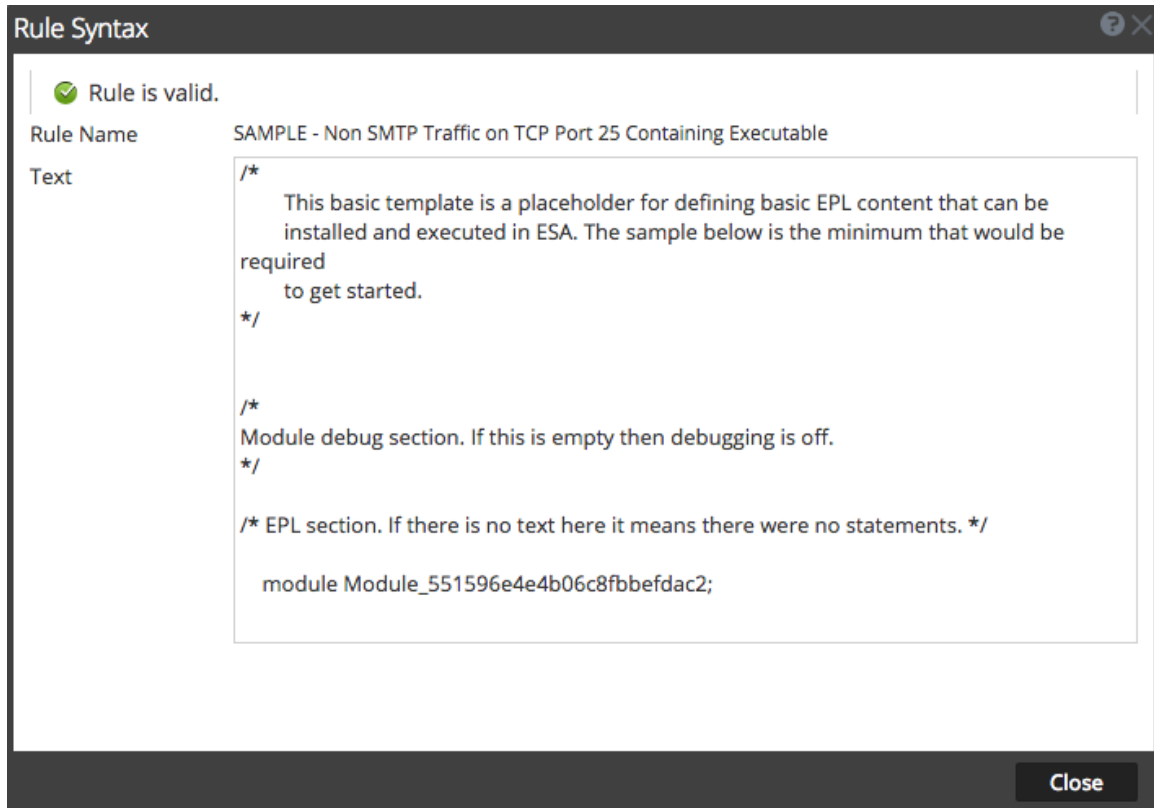 Rule Syntax
Rule is valid.
Rule Name SAMPLE - Non SMTP Traffic on TCP Port 25 Containing Executable
Text
/*
This basic template is a placeholder for defining basic EPL content that can be
installed and executed in ESA. The sample below is the minimum that would be
required
to get started.
*/
/*
Module debug section. If this is empty then debugging is off.
*/
/* EPL section. If there is no text here it means there were no statements. */
module Module_551596e4e4b06c8fbbefdac2;
Close